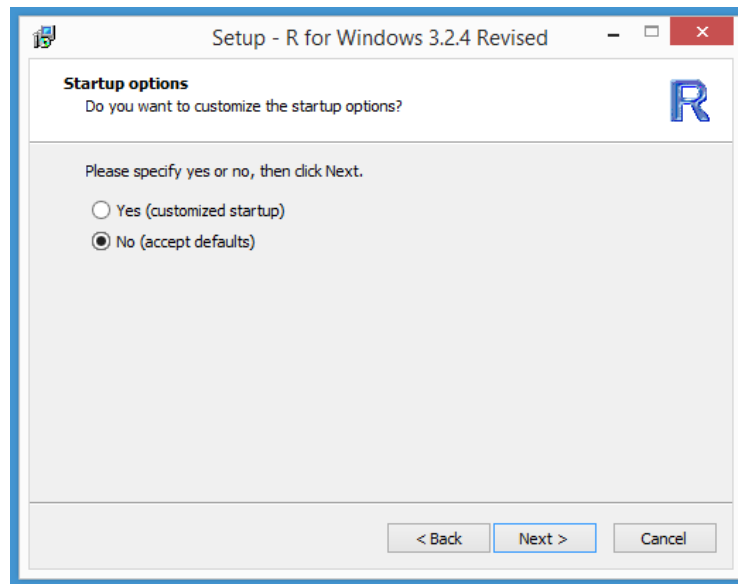 Setup - R for Windows 3.2.4 Revised
Startup options
Do you want to customize the startup options?
R
Please specify yes or no, then click Next.
Yes (customized startup)
No (accept defaults)
< Back Next > Cancel